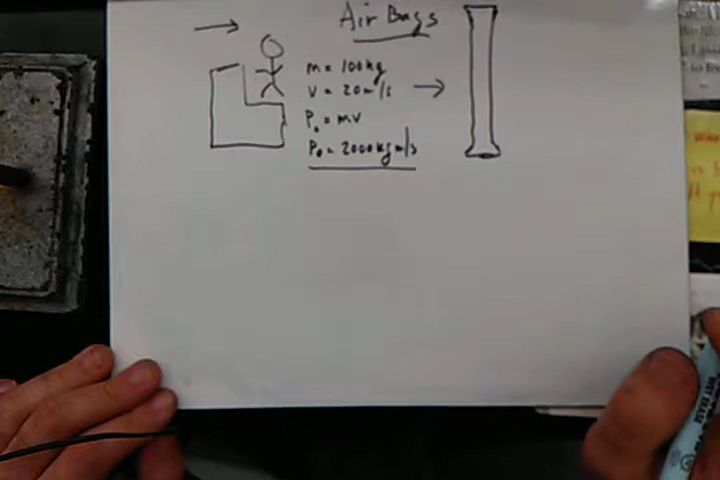 Air Bags
m = 100kg
v = 20m/s
P₀ = mv
P₀ = 2000kgm/s